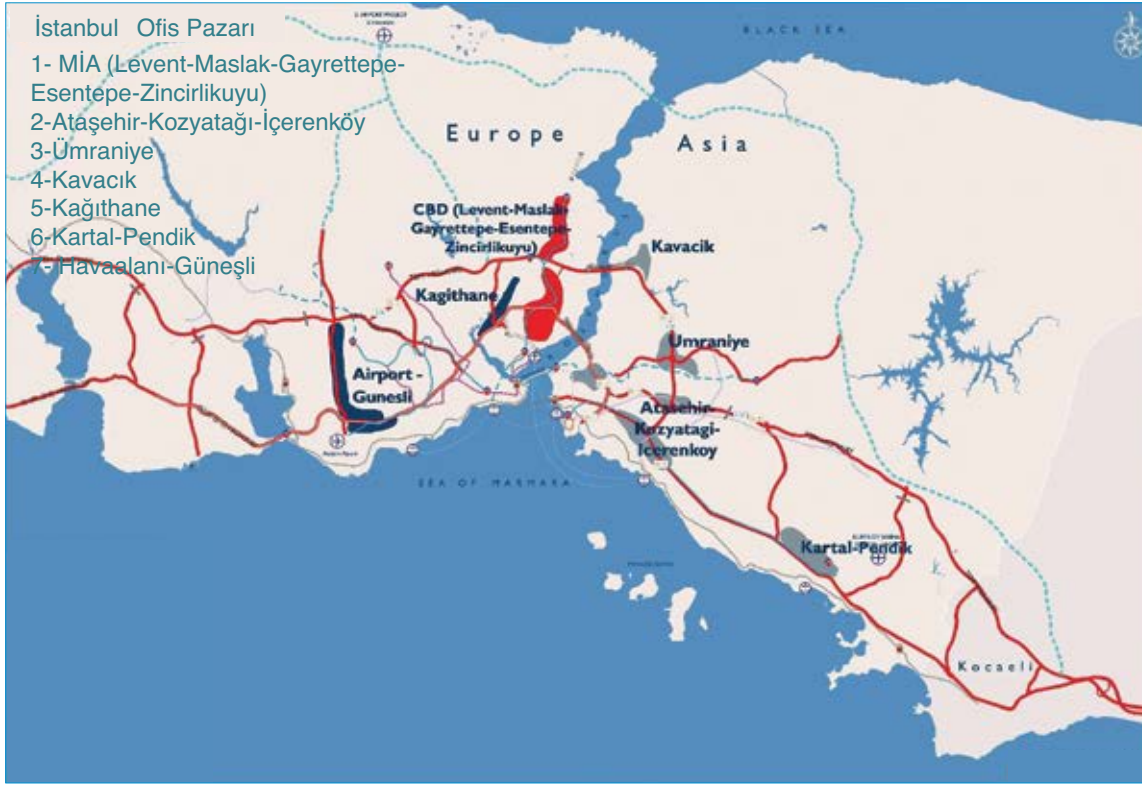 İstanbul Ofis Pazarı
1- MİA (Levent-Maslak-Gayrettepe-
Esentepe-Zincirlikuyu)
2-Ataşehir-Kozyatağı-İçerenköy
3-Ümraniye
4-Kavacık
5-Kağıthane
6-Kartal-Pendik
7- Havaalanı-Güneşli
BLACK SEA
Europe
Asia
CBD (Levent-Maslak-
Gayrettepe-Esentepe-
Zincirlikuyu)
Kavacik
Kagithane
Umraniye
Airport -
Gunesli
Atasehir-
Kozyatagi-
Icerenkoy
SEA OF MARMARA
Kartal-Pendik
Kocaeli